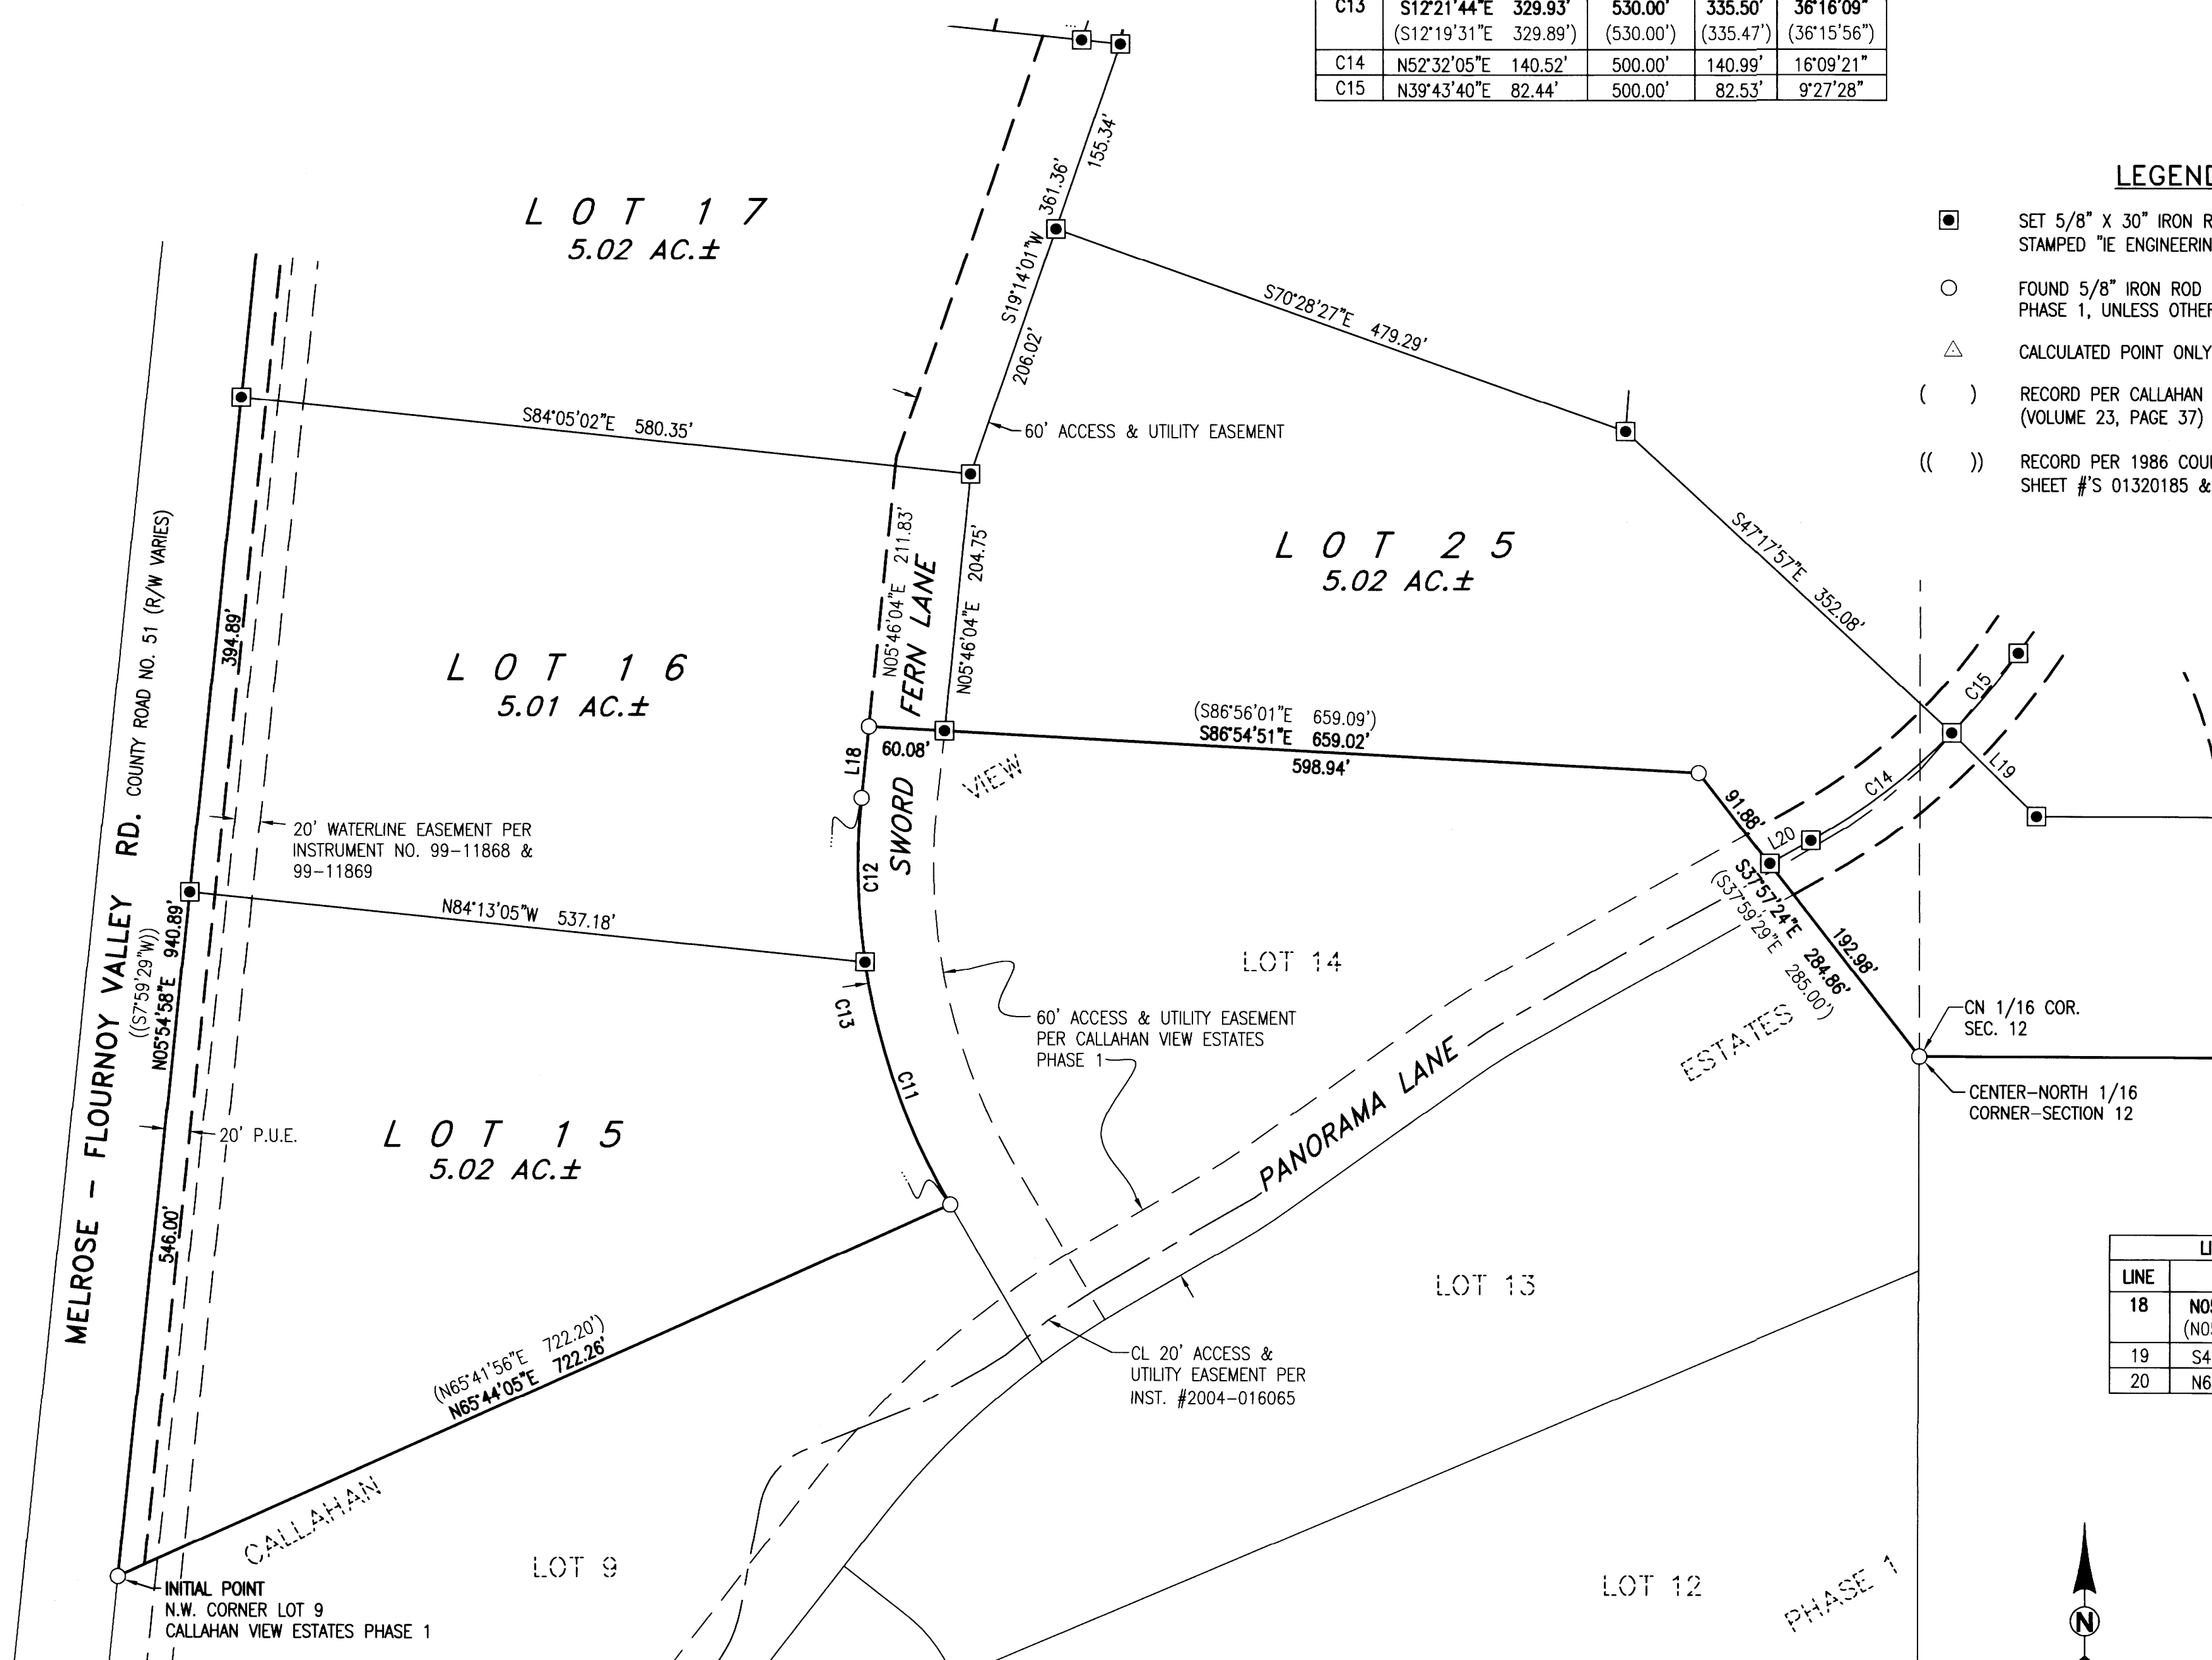 C13 S12°21'44"E 329.93' 530.00' 335.50' 36°16'09"
(S12°19'31"E 329.89') (530.00') (335.47') (36°15'56")
C14 N52°32'05"E 140.52' 500.00' 140.99' 16°09'21"
C15 N39°43'40"E 82.44' 500.00' 82.53' 9°27'28"
LEGEND
SET 5/8" X 30" IRON R
STAMPED "IE ENGINEERIN
FOUND 5/8" IRON ROD
PHASE 1, UNLESS OTHER
CALCULATED POINT ONLY
( ) RECORD PER CALLAHAN
(VOLUME 23, PAGE 37)
(( )) RECORD PER 1986 COU
SHEET #'S 01320185 &
LOT 17
5.02 AC.±
155.34'
361.36'
S19°14'01"W
206.02'
S70°28'27"E 479.29'
60' ACCESS & UTILITY EASEMENT
S84°05'02"E 580.35'
394.89'
LOT 16
5.01 AC.±
N05°46'04"E 211.83'
FERN LANE
N05°46'04"E 204.75'
LOT 25
5.02 AC.±
S47°17'57"E 352.08'
C15
C14
L19
L20
(S86°56'01"E 659.09')
S86°54'51"E 659.02'
60.08'
598.94'
L18
SWORD
VIEW
91.88'
S37°57'24"E 284.86'
(S37°59'29"E 285.00')
192.98'
MELROSE - FLOURNOY VALLEY RD. COUNTY ROAD NO. 51 (R/W VARIES)
20' WATERLINE EASEMENT PER
INSTRUMENT NO. 99-11868 &
99-11869
C12
N84°13'05"W 537.18'
((S7°59'29"W))
N05°54'58"E 940.89'
C13
LOT 14
60' ACCESS & UTILITY EASEMENT
PER CALLAHAN VIEW ESTATES
PHASE 1
C11
ESTATES
CN 1/16 COR.
SEC. 12
CENTER-NORTH 1/16
CORNER-SECTION 12
PANORAMA LANE
20' P.U.E.
LOT 15
5.02 AC.±
546.00'
LOT 13
CL 20' ACCESS &
UTILITY EASEMENT PER
INST. #2004-016065
(N65°41'56"E 722.20')
N65°44'05"E 722.26'
LI
LINE
18 N05
(N05
19 S4
20 N6
CALLAHAN
LOT 9
LOT 12
PHASE 1
INITIAL POINT
N.W. CORNER LOT 9
CALLAHAN VIEW ESTATES PHASE 1
N